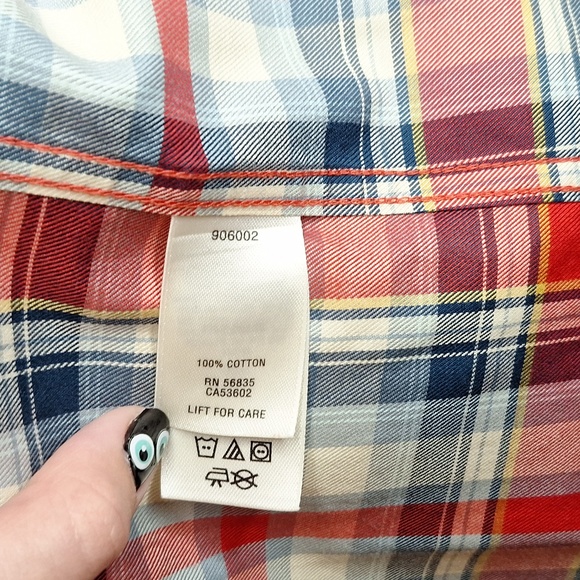 906002
100% COTTON
RN 56835
CA53602
LIFT FOR CARE